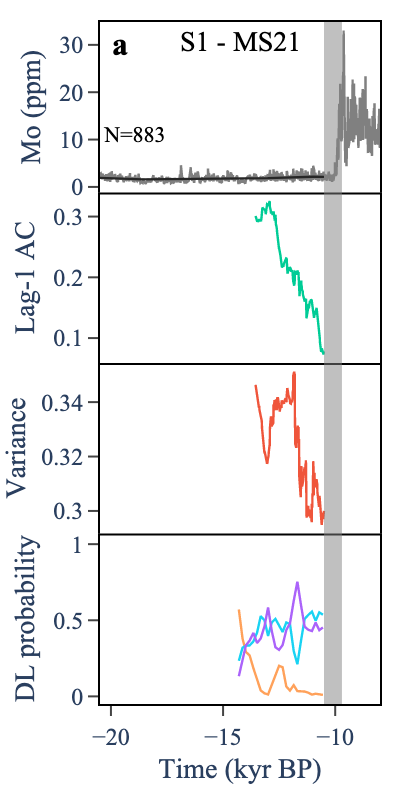 a
S1 - MS21
Mo (ppm)
30
20
10
0
N=883
Lag-1 AC
0.3
0.2
0.1
Variance
0.34
0.32
0.3
DL probability
1
0.5
0
−20
−15
−10
Time (kyr BP)